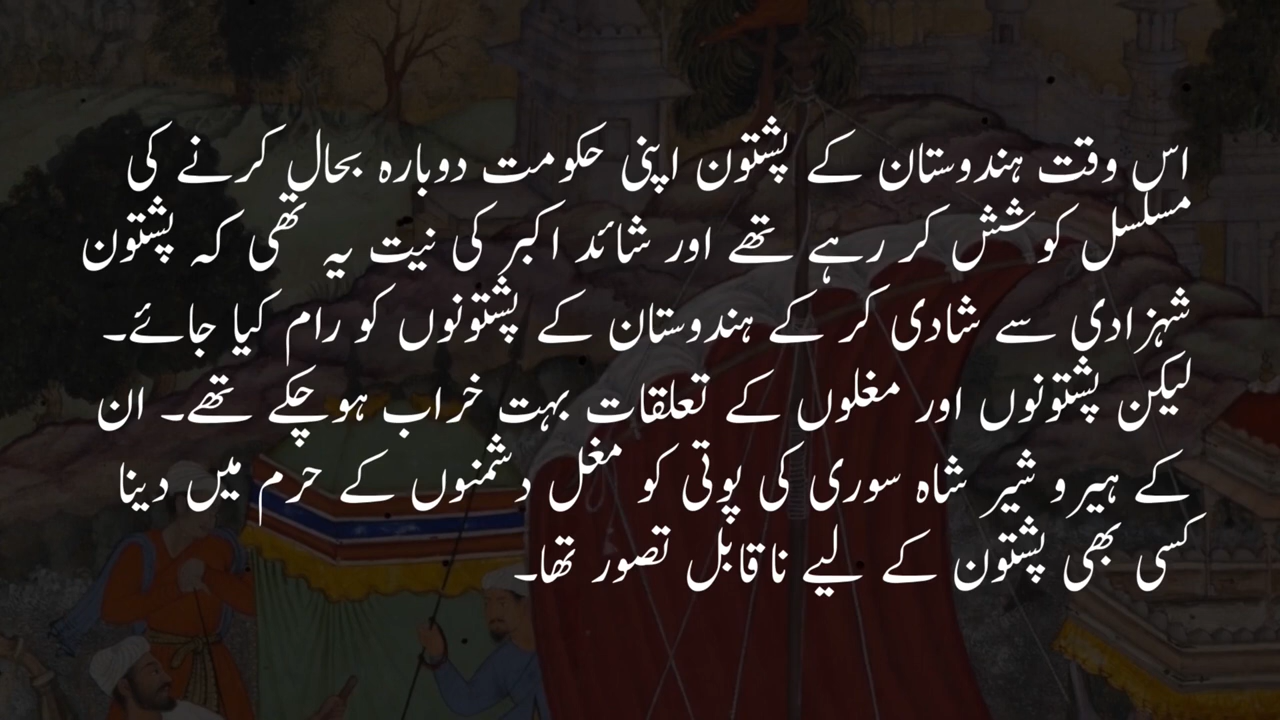 اس وقت ہندوستان کے پشتون اپنی حکومت دوبارہ بحال کرنے کی
مسلسل کوشش کر رہے تھے اور شائد اکبر کی نیت یہ تھی کہ پشتون
شہزادی سے شادی کر کے ہندوستان کے پشتونوں کو رام کیا جائے۔
لیکن پشتونوں اور مغلوں کے تعلقات بہت خراب ہوچکے تھے۔ ان
کے ہیرو شیر شاہ سوری کی پوتی کو مغل دشمنوں کے حرم میں دینا
کسی بھی پشتون کے لیے ناقابل تصور تھا۔